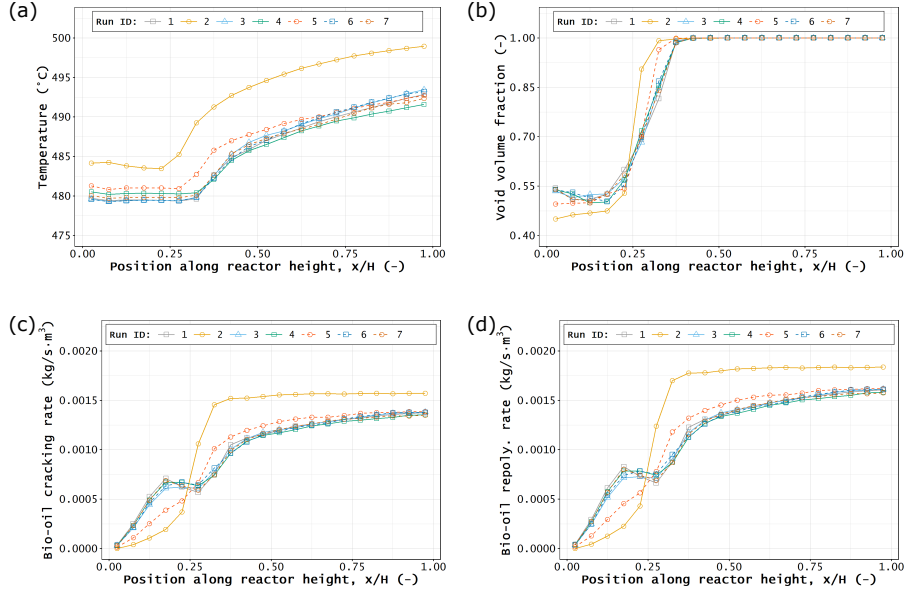 (a)
Run ID: 1 2 3 4 5 6 7
Temperature (°C)
500
495
490
485
480
475
0.00 0.25 0.50 0.75 1.00
Position along reactor height, x/H (-)
(b)
Run ID: 1 2 3 4 5 6 7
Void volume fraction (-)
1.00
0.85
0.70
0.55
0.40
0.00 0.25 0.50 0.75 1.00
Position along reactor height, x/H (-)
(c)
Run ID: 1 2 3 4 5 6 7
Bio-oil cracking rate (kg/s·m³)
0.0020
0.0015
0.0010
0.0005
0.0000
0.00 0.25 0.50 0.75 1.00
Position along reactor height, x/H (-)
(d)
Run ID: 1 2 3 4 5 6 7
Bio-oil repoly. rate (kg/s·m³)
0.0020
0.0015
0.0010
0.0005
0.0000
0.00 0.25 0.50 0.75 1.00
Position along reactor height, x/H (-)